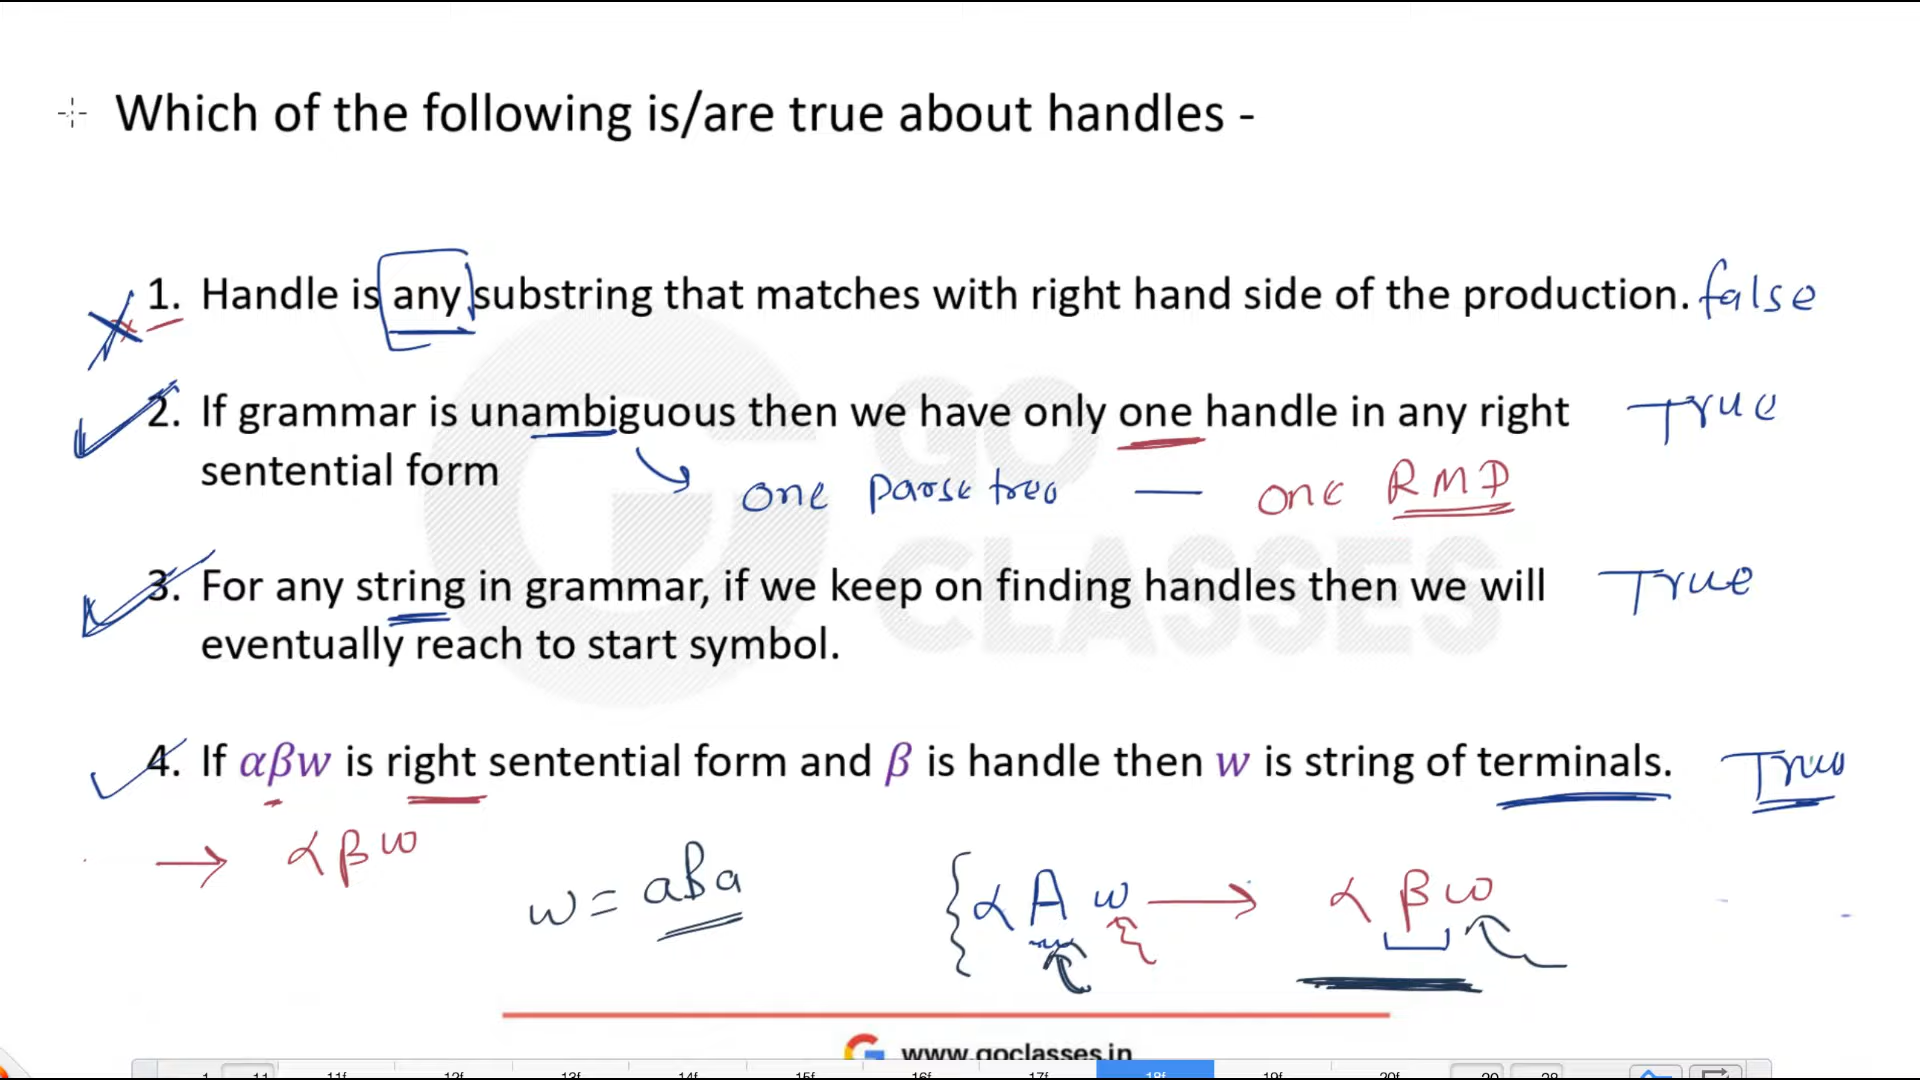 Which of the following is/are true about handles -
1. Handle is any substring that matches with right hand side of the production. false
2. If grammar is unambiguous then we have only one handle in any right True
sentential form
one parse tree — one RMD
3. For any string in grammar, if we keep on finding handles then we will True
eventually reach to start symbol.
4. If αβw is right sentential form and β is handle then w is string of terminals. True
→ αβw
w = aBa
{ αAw → αβw
GO
CLASSES
www.goclasses.in
18f